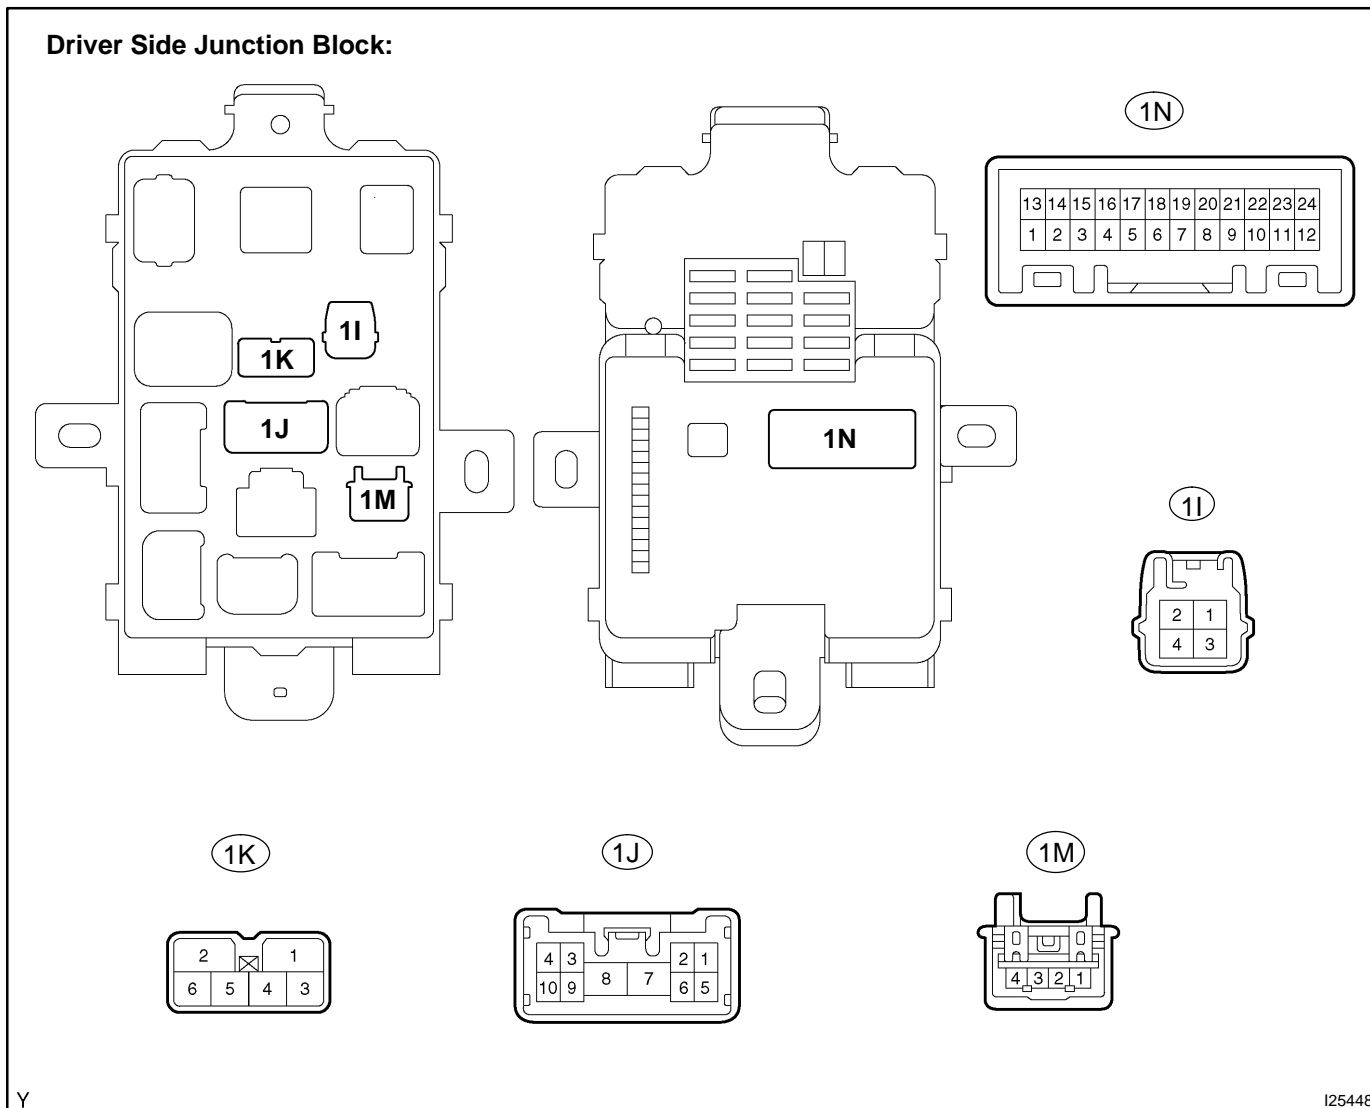 Driver Side Junction Block:
1N
13 14 15 16 17 18 19 20 21 22 23 24
1 2 3 4 5 6 7 8 9 10 11 12
1I
1K
1J
1N
1M
1I
2 1
4 3
1K
1J
1M
2 1
6 5 4 3
4 3 8 7 2 1
10 9 6 5
4 3 2 1
Y
I25448